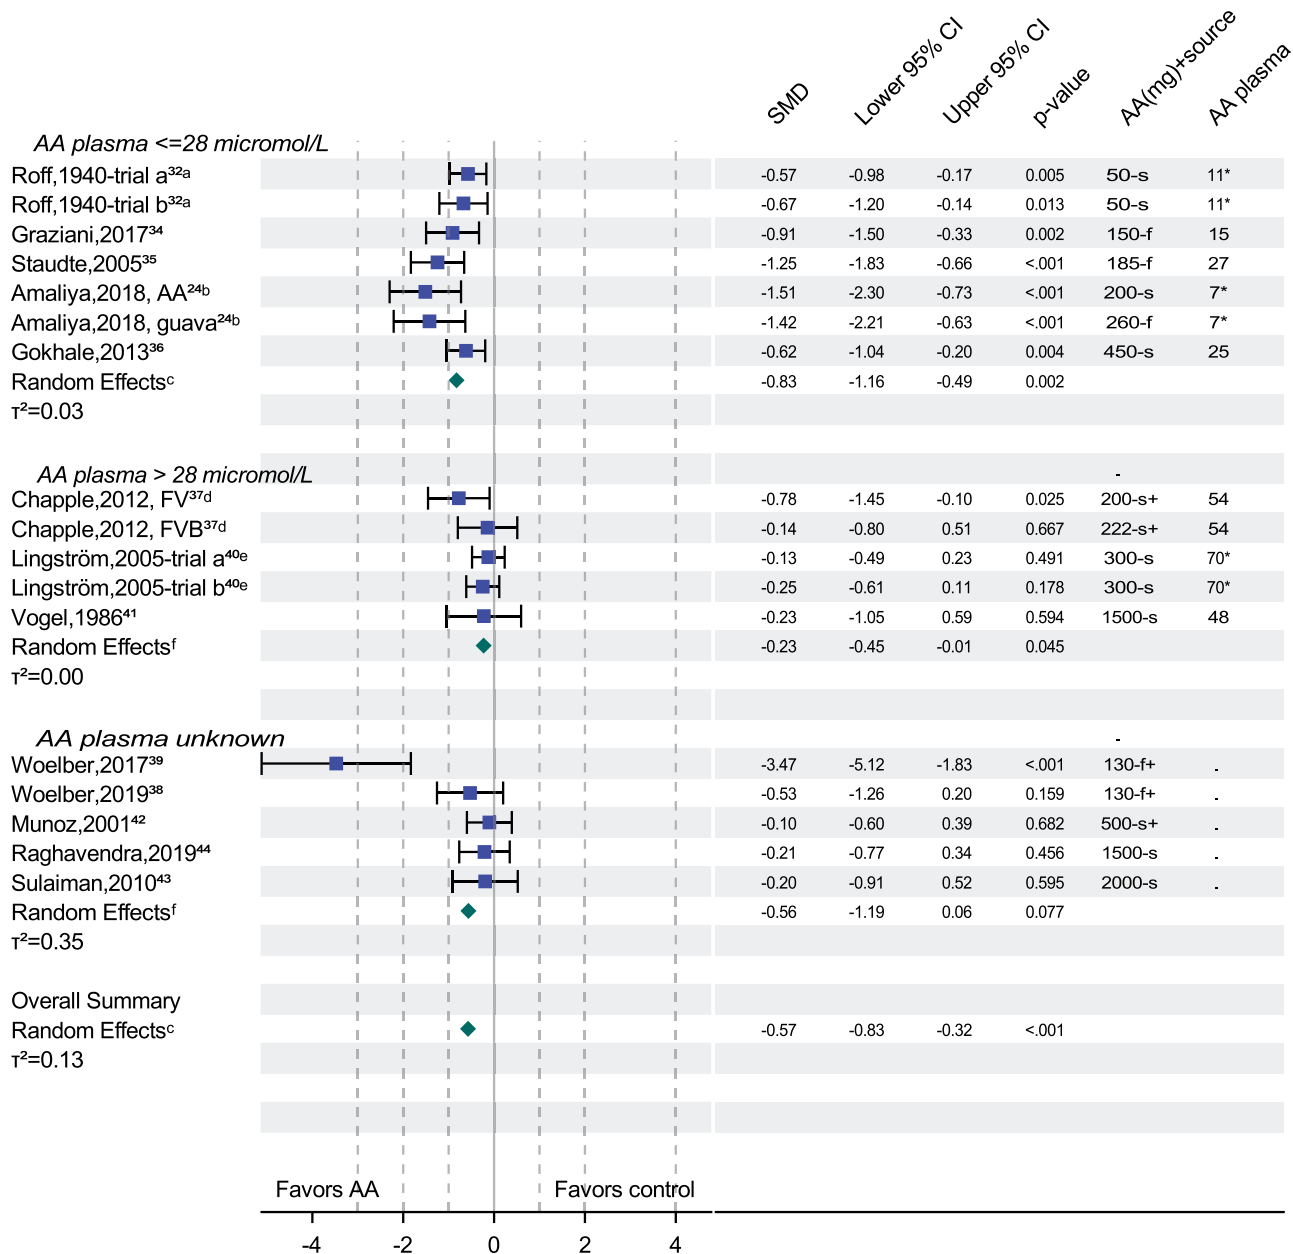 SMD Lower 95% CI Upper 95% CI p-value AA(mg)+source AA plasma
AA plasma <=28 micromol/L
Roff,1940-trial a³²ᵃ -0.57 -0.98 -0.17 0.005 50-s 11*
Roff,1940-trial b³²ᵃ -0.67 -1.20 -0.14 0.013 50-s 11*
Graziani,2017³⁴ -0.91 -1.50 -0.33 0.002 150-f 15
Staudte,2005³⁵ -1.25 -1.83 -0.66 <.001 185-f 27
Amaliya,2018, AA²⁴ᵇ -1.51 -2.30 -0.73 <.001 200-s 7*
Amaliya,2018, guava²⁴ᵇ -1.42 -2.21 -0.63 <.001 260-f 7*
Gokhale,2013³⁶ -0.62 -1.04 -0.20 0.004 450-s 25
Random Effectsᶜ -0.83 -1.16 -0.49 0.002
τ²=0.03
AA plasma > 28 micromol/L -
Chapple,2012, FV³⁷ᵈ -0.78 -1.45 -0.10 0.025 200-s+ 54
Chapple,2012, FVB³⁷ᵈ -0.14 -0.80 0.51 0.667 222-s+ 54
Lingström,2005-trial a⁴⁰ᵉ -0.13 -0.49 0.23 0.491 300-s 70*
Lingström,2005-trial b⁴⁰ᵉ -0.25 -0.61 0.11 0.178 300-s 70*
Vogel,1986⁴¹ -0.23 -1.05 0.59 0.594 1500-s 48
Random Effectsᶠ -0.23 -0.45 -0.01 0.045
τ²=0.00
AA plasma unknown -
Woelber,2017³⁹ -3.47 -5.12 -1.83 <.001 130-f+ .
Woelber,2019³⁸ -0.53 -1.26 0.20 0.159 130-f+ .
Munoz,2001⁴² -0.10 -0.60 0.39 0.682 500-s+ .
Raghavendra,2019⁴⁴ -0.21 -0.77 0.34 0.456 1500-s .
Sulaiman,2010⁴³ -0.20 -0.91 0.52 0.595 2000-s .
Random Effectsᶠ -0.56 -1.19 0.06 0.077
τ²=0.35
Overall Summary
Random Effectsᶜ -0.57 -0.83 -0.32 <.001
τ²=0.13
Favors AA Favors control
-4 -2 0 2 4